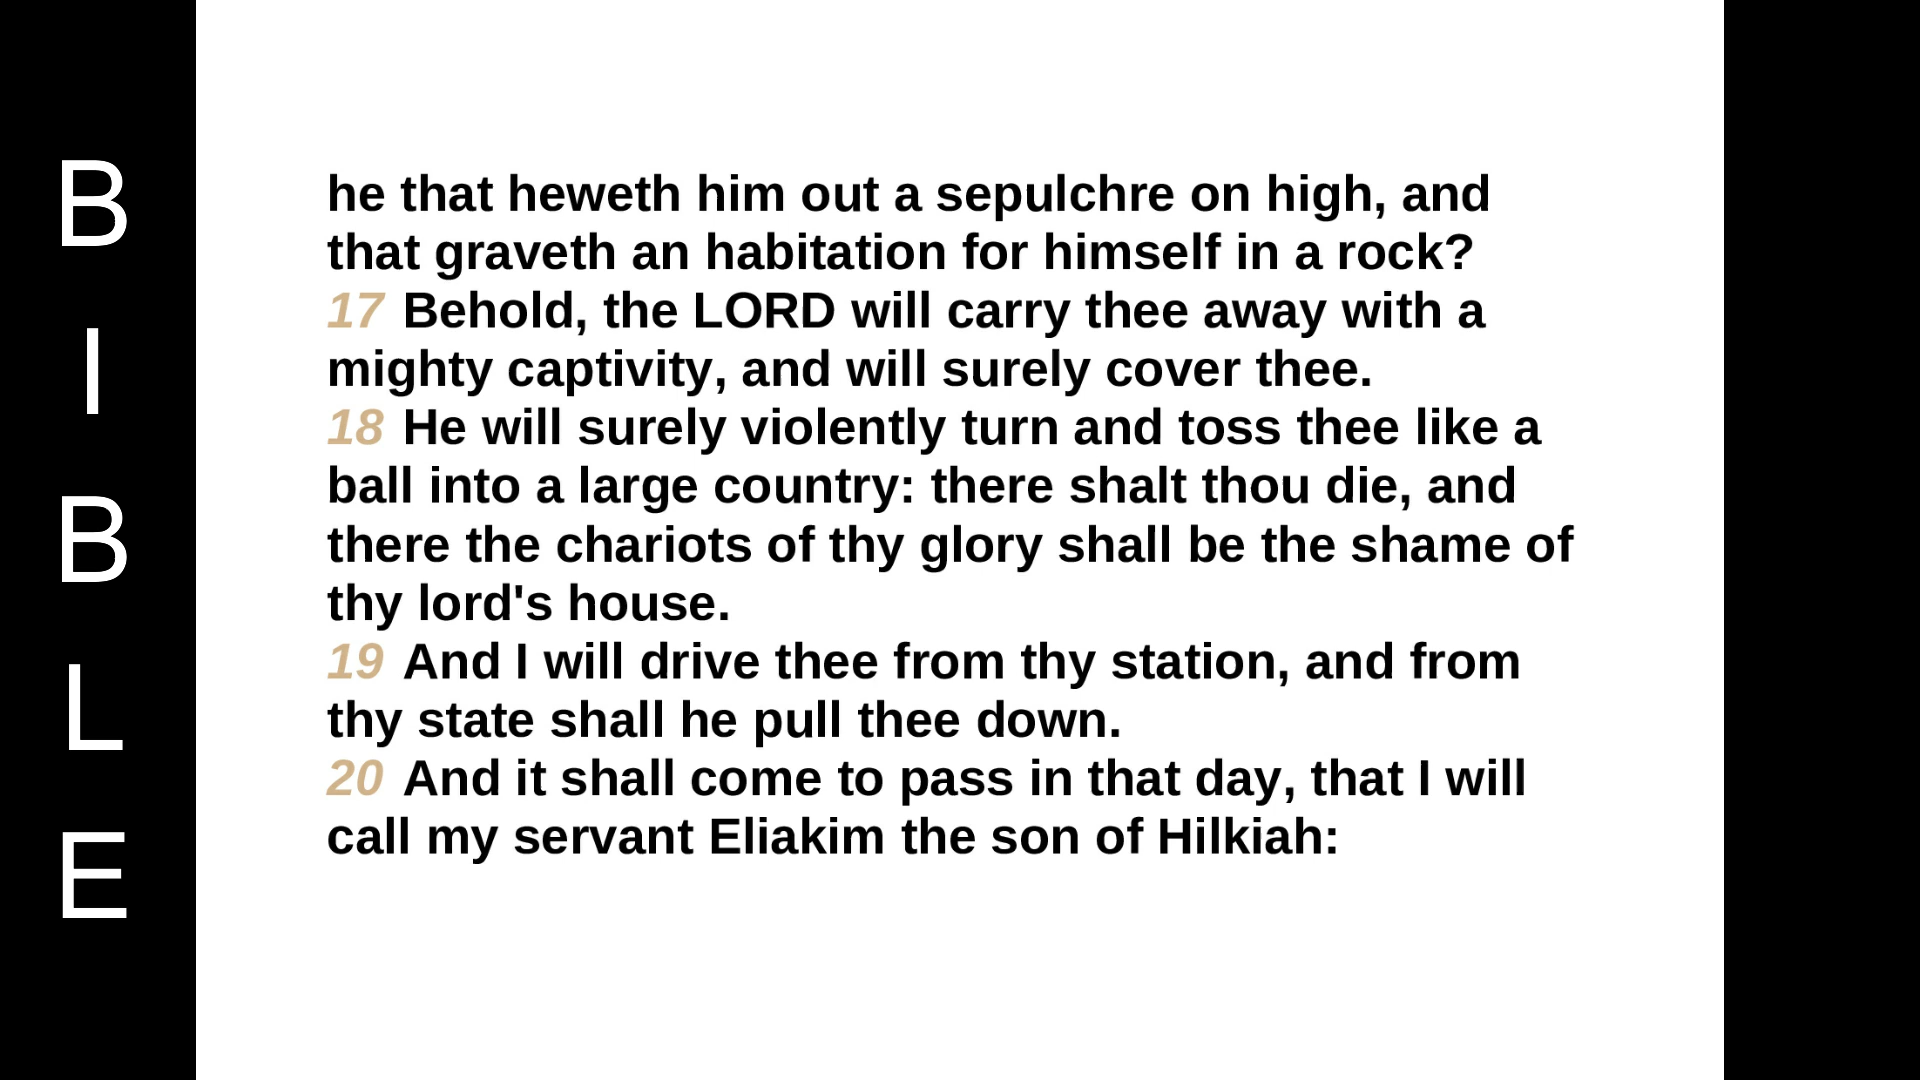 BIBLE
he that heweth him out a sepulchre on high, and
that graveth an habitation for himself in a rock?
17 Behold, the LORD will carry thee away with a
mighty captivity, and will surely cover thee.
18 He will surely violently turn and toss thee like a
ball into a large country: there shalt thou die, and
there the chariots of thy glory shall be the shame of
thy lord's house.
19 And I will drive thee from thy station, and from
thy state shall he pull thee down.
20 And it shall come to pass in that day, that I will
call my servant Eliakim the son of Hilkiah: